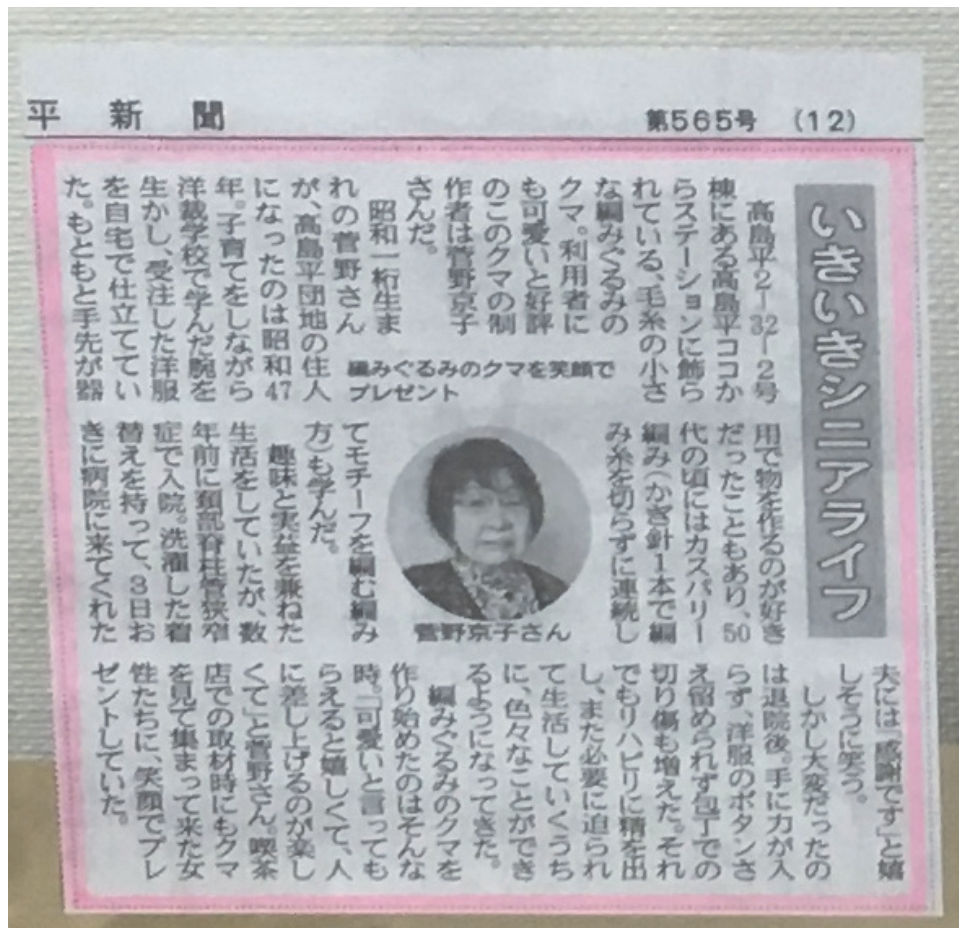 平 新 聞
第565号 (12)
いきいきシニアライフ
高島平2-32-2号
棟にある高島平ココか
らステーションに飾ら
れている、毛糸の小さ
な編みぐるみの
クマ。利用者に
も可愛いと好評
のこのクマの制
作者は菅野京子
さんだ。
昭和一桁生ま
れの菅野さん
が、高島平団地の住人
になったのは昭和47
年。子育てをしながら
洋裁学校で学んだ腕を
生かし、受注した洋服
を自宅で仕立ててい
た。もともと手先が器
編みぐるみのクマを笑顔で
プレゼント
用で物を作るのが好き
だったこともあり、50
代の頃にはカスパリー
編み(かぎ針1本で編
み糸を切らずに連続し
てモチーフを編む編み
方)も学んだ。
趣味と実益を兼ねた
生活をしていたが、数
年前に頚部脊柱管狭窄
症で入院。洗濯した着
替えを持って、3日お
きに病院に来てくれた
菅野京子さん
夫には「感謝です」と嬉
しそうに笑う。
しかし大変だったの
は退院後。手に力が入
らず、洋服のボタンさ
え留められず包丁での
切り傷も増えた。それ
でもリハビリに精を出
し、また必要に迫られ
て生活していくうち
に、色々なことができ
るようになってきた。
編みぐるみのクマを
作り始めたのはそんな
時。「可愛いと言っても
らえると嬉しくて、人
に差し上げるのが楽し
くて」と菅野さん。喫茶
店での取材時にもクマ
を見て集まって来た女
性たちに、笑顔でプレ
ゼントしていた。